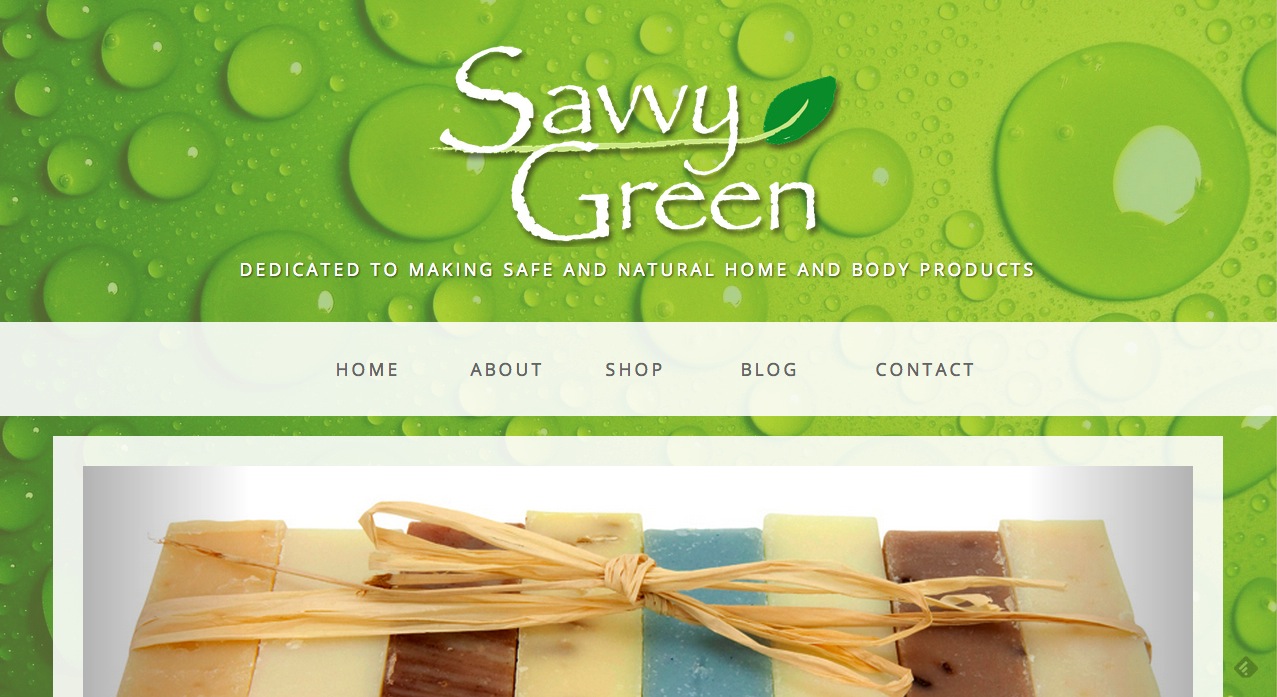 Savvy
Green
DEDICATED TO MAKING SAFE AND NATURAL HOME AND BODY PRODUCTS
HOME ABOUT SHOP BLOG CONTACT